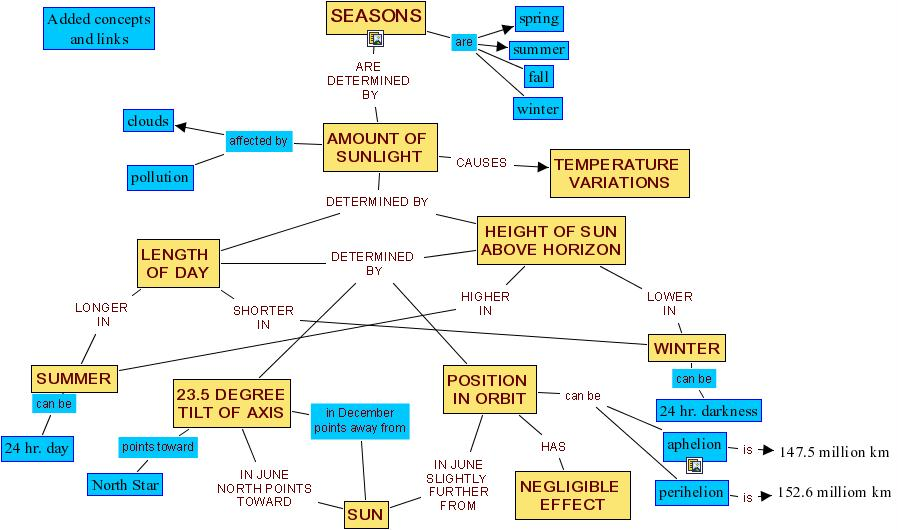 Added concepts
and links
SEASONS
are
spring
summer
fall
winter
ARE
DETERMINED
BY
clouds
affected by
pollution
AMOUNT OF
SUNLIGHT
CAUSES
TEMPERATURE
VARIATIONS
DETERMINED BY
LENGTH
OF DAY
DETERMINED
BY
HEIGHT OF SUN
ABOVE HORIZON
LONGER
IN
SHORTER
IN
HIGHER
IN
LOWER
IN
SUMMER
can be
24 hr. day
WINTER
can be
24 hr. darkness
23.5 DEGREE
TILT OF AXIS
points toward
North Star
in December
points away from
IN JUNE
NORTH POINTS
TOWARD
SUN
POSITION
IN ORBIT
IN JUNE
SLIGHTLY
FURTHER
FROM
HAS
NEGLIGIBLE
EFFECT
can be
aphelion
is
147.5 million km
perihelion
is
152.6 milliom km